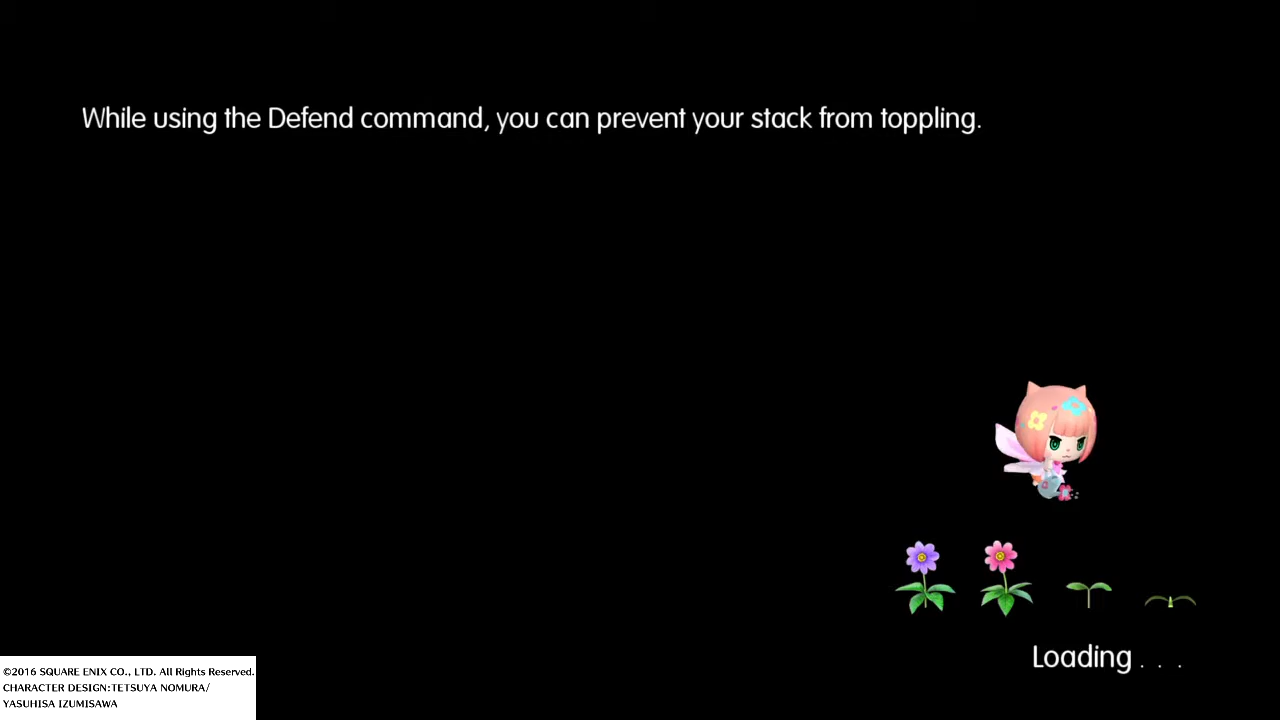 While using the Defend command, you can prevent your stack from toppling.
Loading . . .
©2016 SQUARE ENIX CO., LTD. All Rights Reserved.
CHARACTER DESIGN:TETSUYA NOMURA/
YASUHISA IZUMISAWA